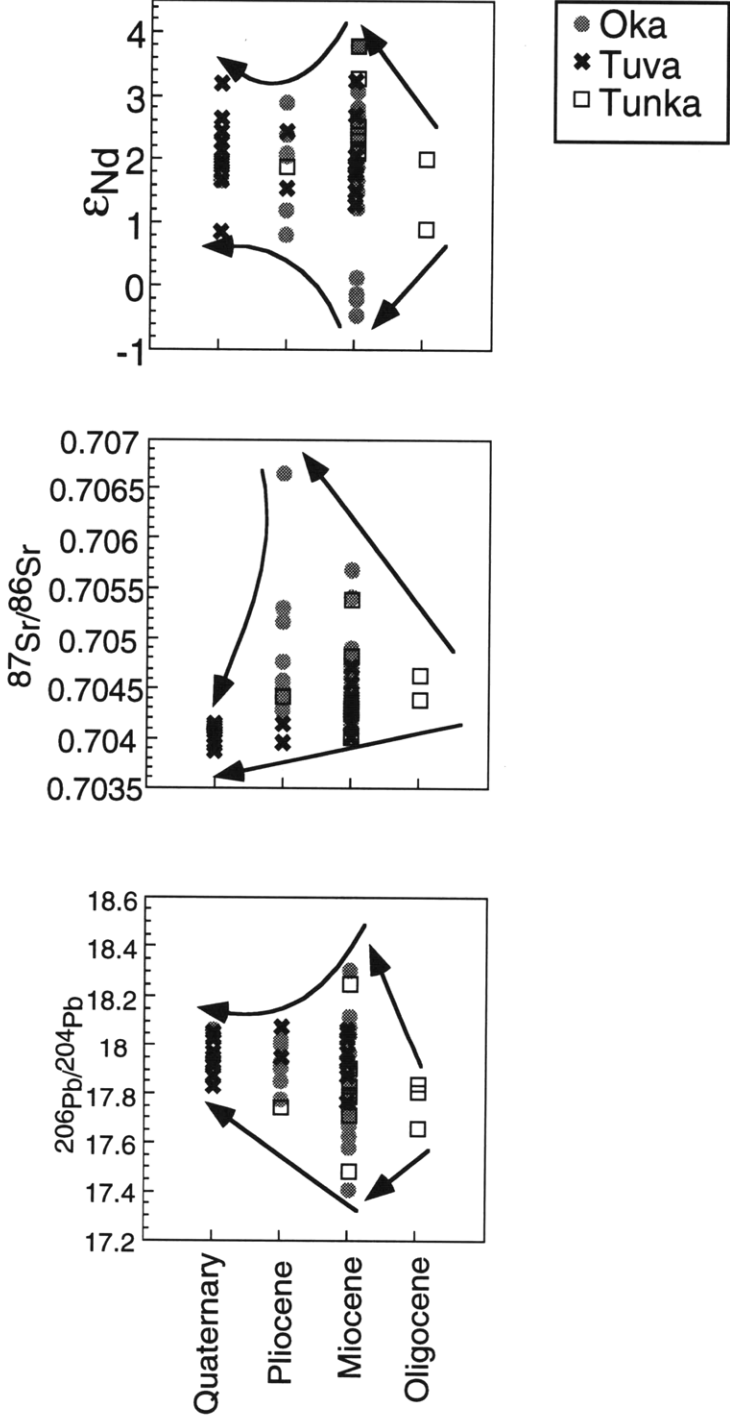 Oka
Tuva
Tunka
εNd
4
3
2
1
0
-1
87Sr/86Sr
0.707
0.7065
0.706
0.7055
0.705
0.7045
0.704
0.7035
206Pb/204Pb
18.6
18.4
18.2
18
17.8
17.6
17.4
17.2
Quaternary
Pliocene
Miocene
Oligocene